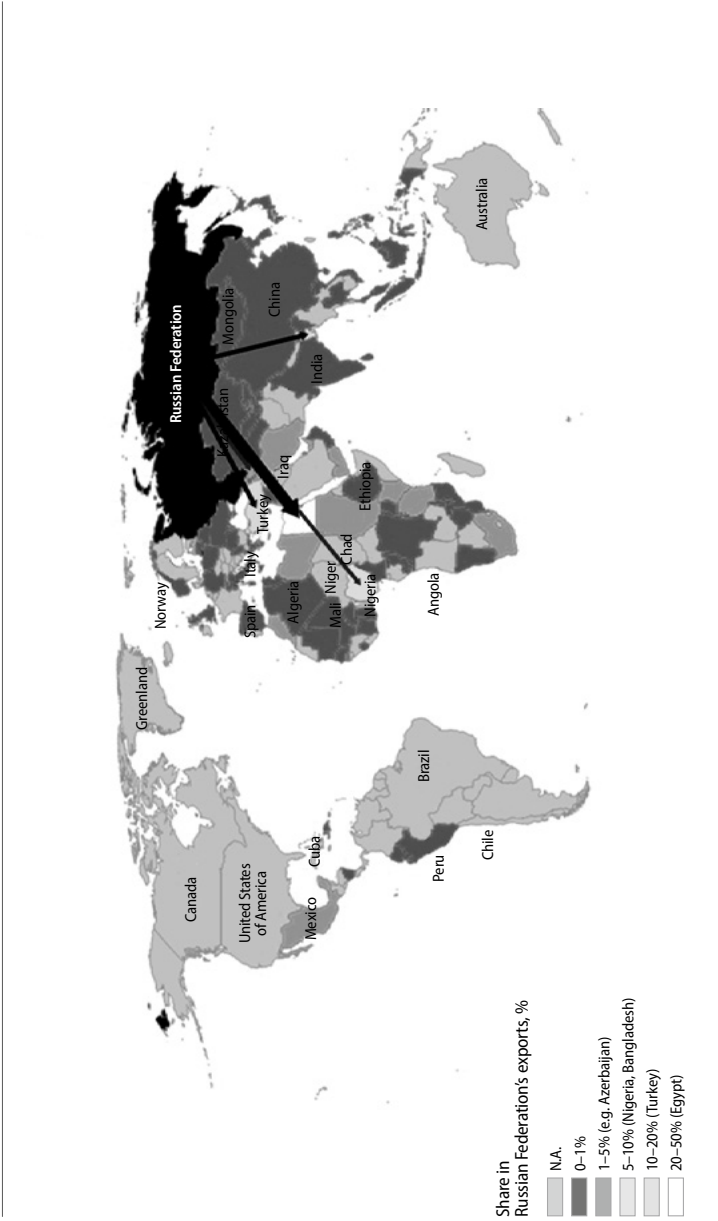 Greenland
Norway
Russian Federation
Canada
Mongolia
United States
of America
Spain
Italy
Turkey
Kazakhstan
China
Iraq
Mexico
Cuba
Algeria
Mali
Niger
Chad
India
Nigeria
Ethiopia
Brazil
Peru
Angola
Chile
Australia
Share in
Russian Federation's exports, %
N.A.
0–1%
1–5% (e.g. Azerbaijan)
5–10% (Nigeria, Bangladesh)
10–20% (Turkey)
20–50% (Egypt)